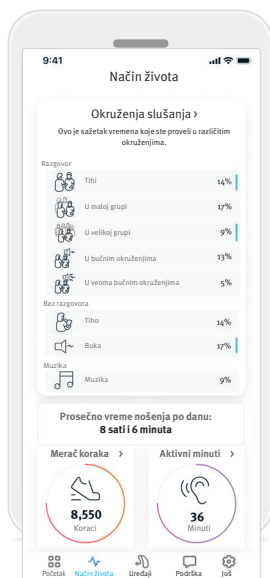 9:41
Način života
Okruženja slušanja ›
Ovo je sažetak vremena koje ste proveli u različitim
okruženjima.
Razgovor
Tihi 14%
U maloj grupi 17%
U velikoj grupi 9%
U bučnim okruženjima 13%
U veoma bučnim okruženjima 5%
Bez razgovora
Tiho 14%
Buka 17%
Muzika
Muzika 9%
Prosečno vreme nošenja po danu:
8 sati i 6 minuta
Merač koraka ›
8,550
Koraci
Aktivni minuti ›
36
Minuti
Početak Način života Uređaji Podrška Još